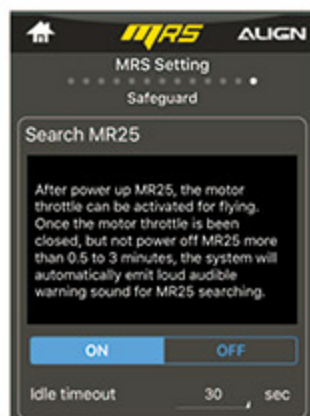 MRS ALIGN
MRS Setting
Safeguard
Search MR25
After power up MR25, the motor
throttle can be activated for flying.
Once the motor throttle is been
closed, but not power off MR25 more
than 0.5 to 3 minutes, the system will
automatically emit loud audible
warning sound for MR25 searching.
ON OFF
Idle timeout 30 sec